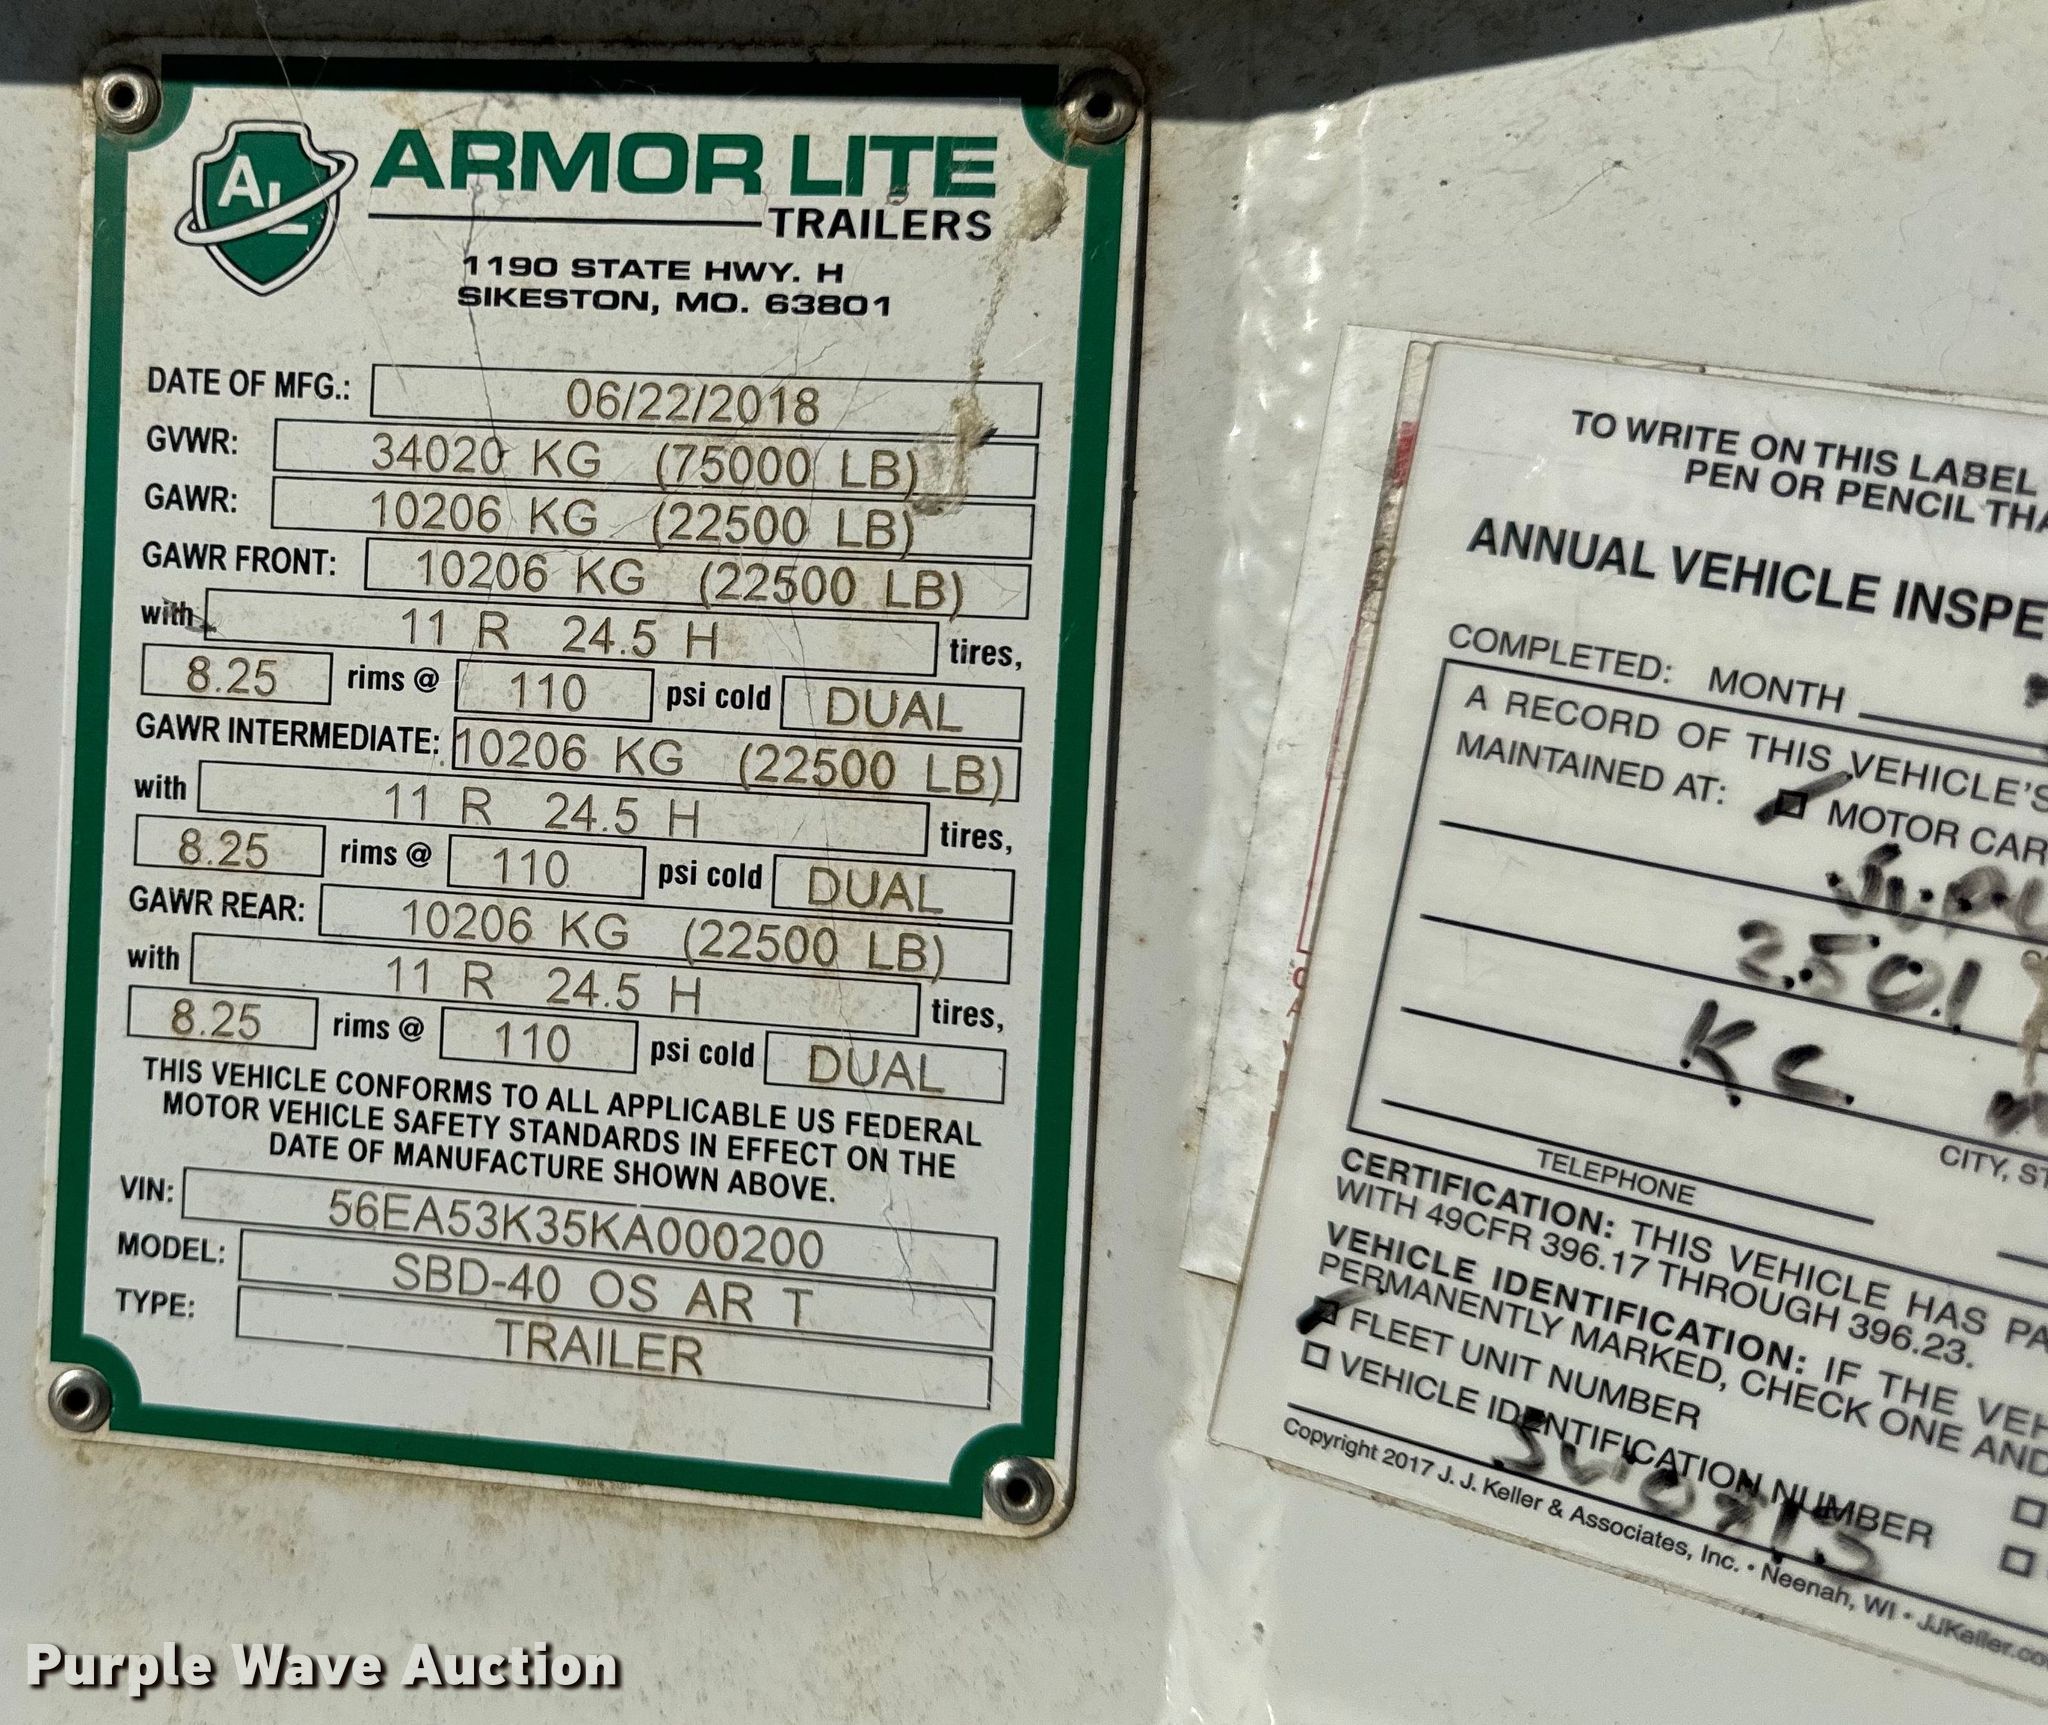 AL
ARMOR LITE
TRAILERS
1190 STATE HWY. H
SIKESTON, MO. 63801
DATE OF MFG.: 06/22/2018
GVWR: 34020 KG (75000 LB)
GAWR: 10206 KG (22500 LB)
GAWR FRONT: 10206 KG (22500 LB)
with 11 R 24.5 H tires,
8.25 rims @ 110 psi cold DUAL
GAWR INTERMEDIATE: 10206 KG (22500 LB)
with 11 R 24.5 H tires,
8.25 rims @ 110 psi cold DUAL
GAWR REAR: 10206 KG (22500 LB)
with 11 R 24.5 H tires,
8.25 rims @ 110 psi cold DUAL
THIS VEHICLE CONFORMS TO ALL APPLICABLE US FEDERAL
MOTOR VEHICLE SAFETY STANDARDS IN EFFECT ON THE
DATE OF MANUFACTURE SHOWN ABOVE.
VIN: 56EA53K35KA000200
MODEL: SBD-40 OS AR T
TYPE: TRAILER
TO WRITE ON THIS LABEL
PEN OR PENCIL THA
ANNUAL VEHICLE INSPE
COMPLETED: MONTH
A RECORD OF THIS VEHICLE'S
MAINTAINED AT: MOTOR CAR
2501
KC
CITY, ST
TELEPHONE
CERTIFICATION: THIS VEHICLE HAS PA
WITH 49CFR 396.17 THROUGH 396.23.
VEHICLE IDENTIFICATION: IF THE VEH
PERMANENTLY MARKED, CHECK ONE AND
FLEET UNIT NUMBER
VEHICLE IDENTIFICATION NUMBER
Copyright 2017 J. J. Keller & Associates, Inc. • Neenah, WI • JJKeller.co
Purple Wave Auction